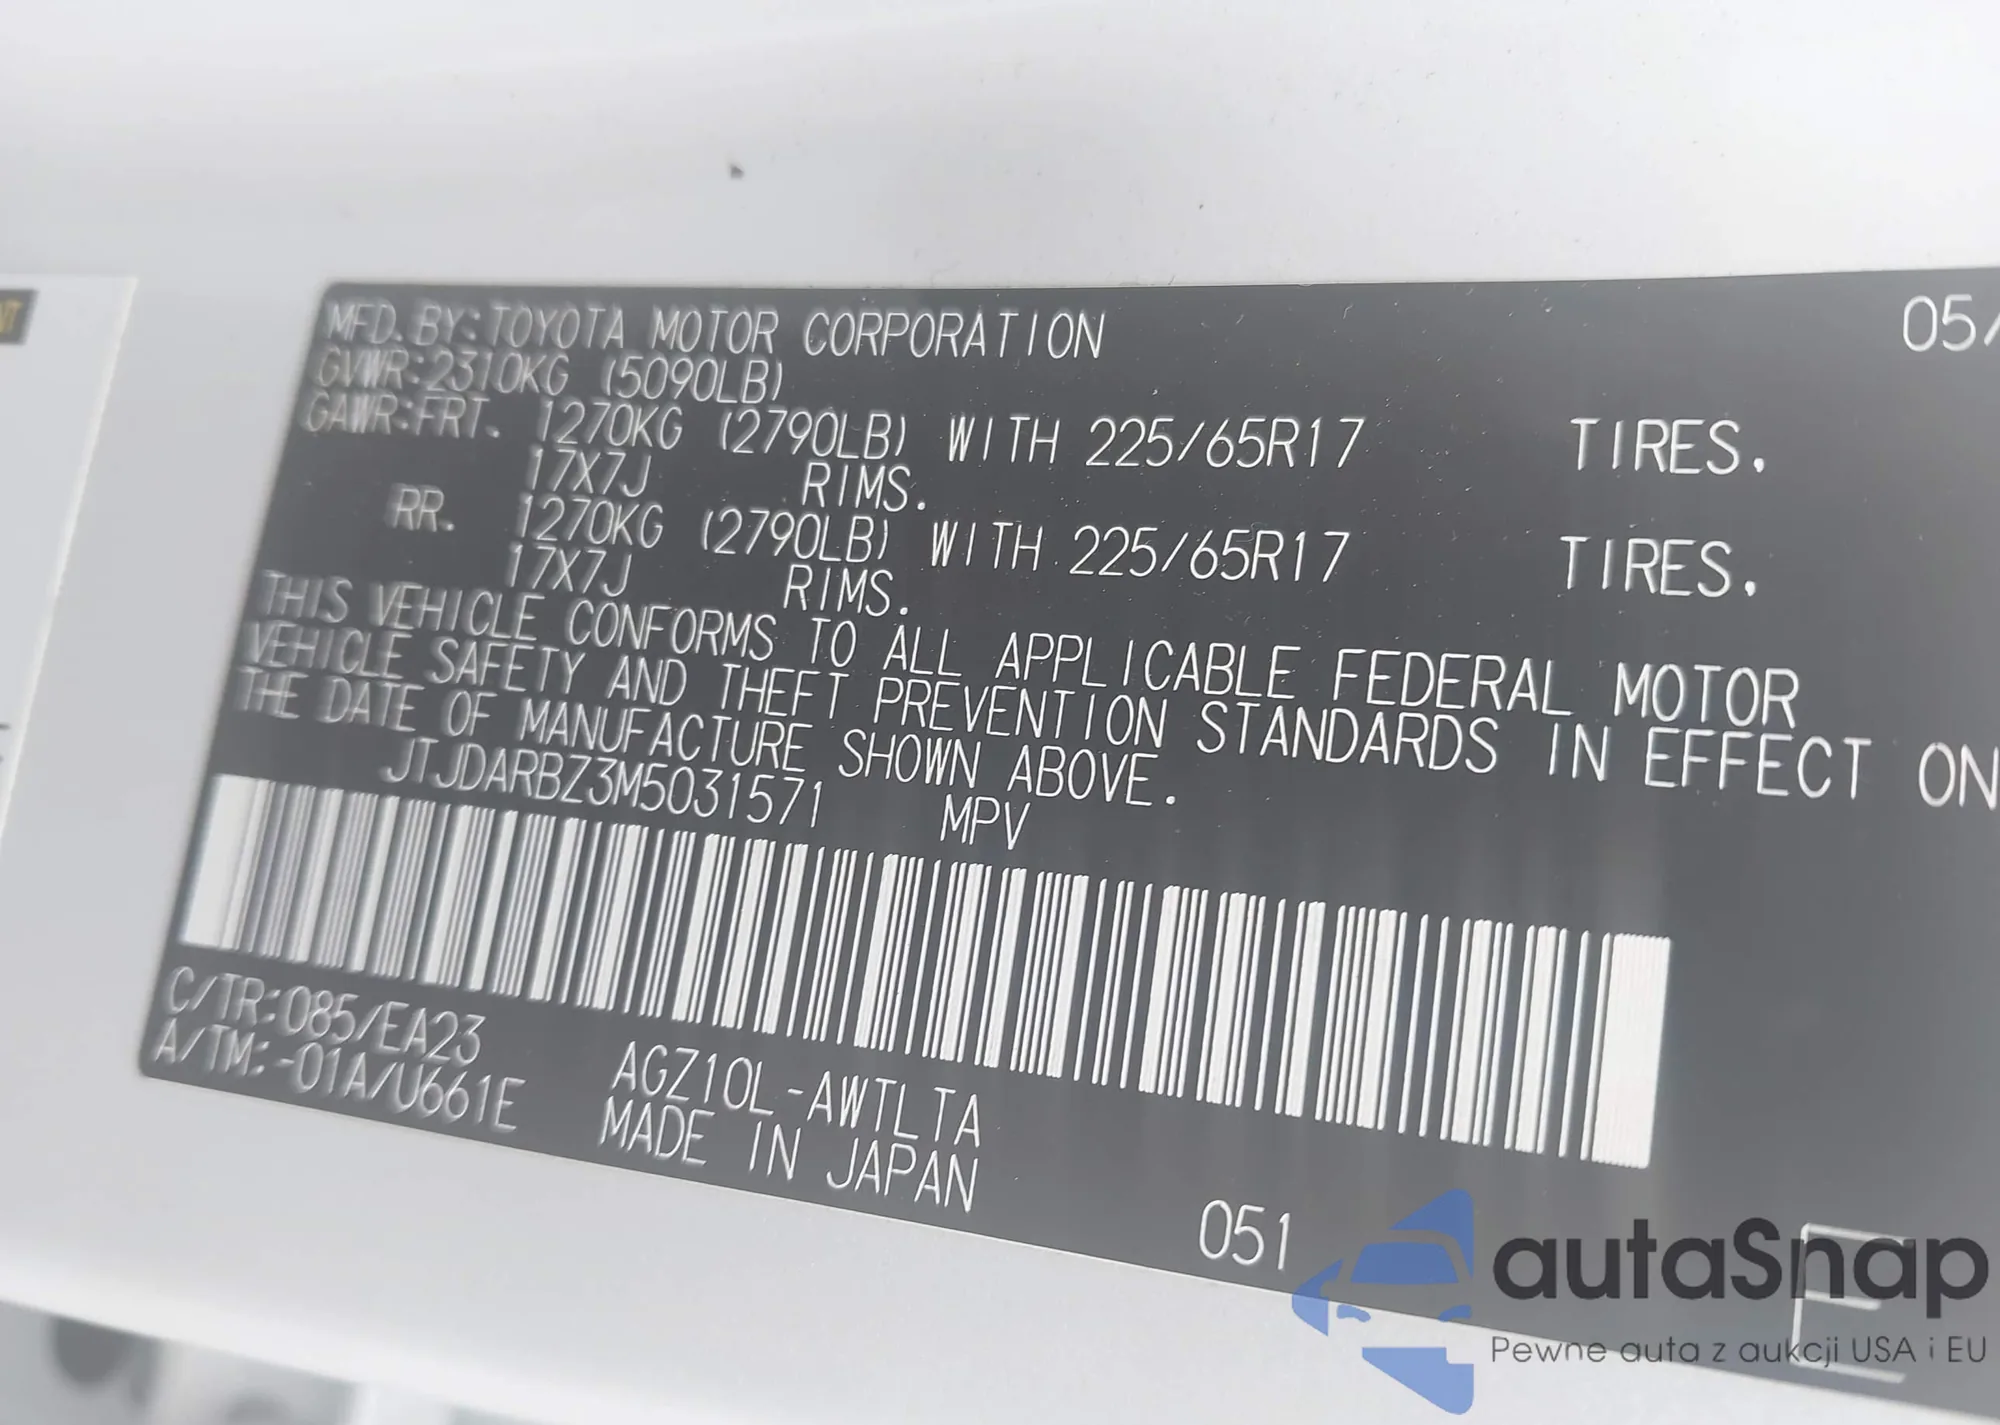 NT
MFD. BY: TOYOTA MOTOR CORPORATION 05/
GVWR: 2310KG (5090LB)
GAWR: FRT. 1270KG (2790LB) WITH 225/65R17 TIRES.
17X7J RIMS.
RR. 1270KG (2790LB) WITH 225/65R17 TIRES.
17X7J RIMS.
THIS VEHICLE CONFORMS TO ALL APPLICABLE FEDERAL MOTOR
VEHICLE SAFETY AND THEFT PREVENTION STANDARDS IN EFFECT ON
THE DATE OF MANUFACTURE SHOWN ABOVE.
JTJDARBZ3M5031571 MPV
C/TR: 085/EA23 AGZ10L-AWTLTA
A/TM: -01A/U661E MADE IN JAPAN
051
E
autaSnap
Pewne auta z aukcji USA i EU